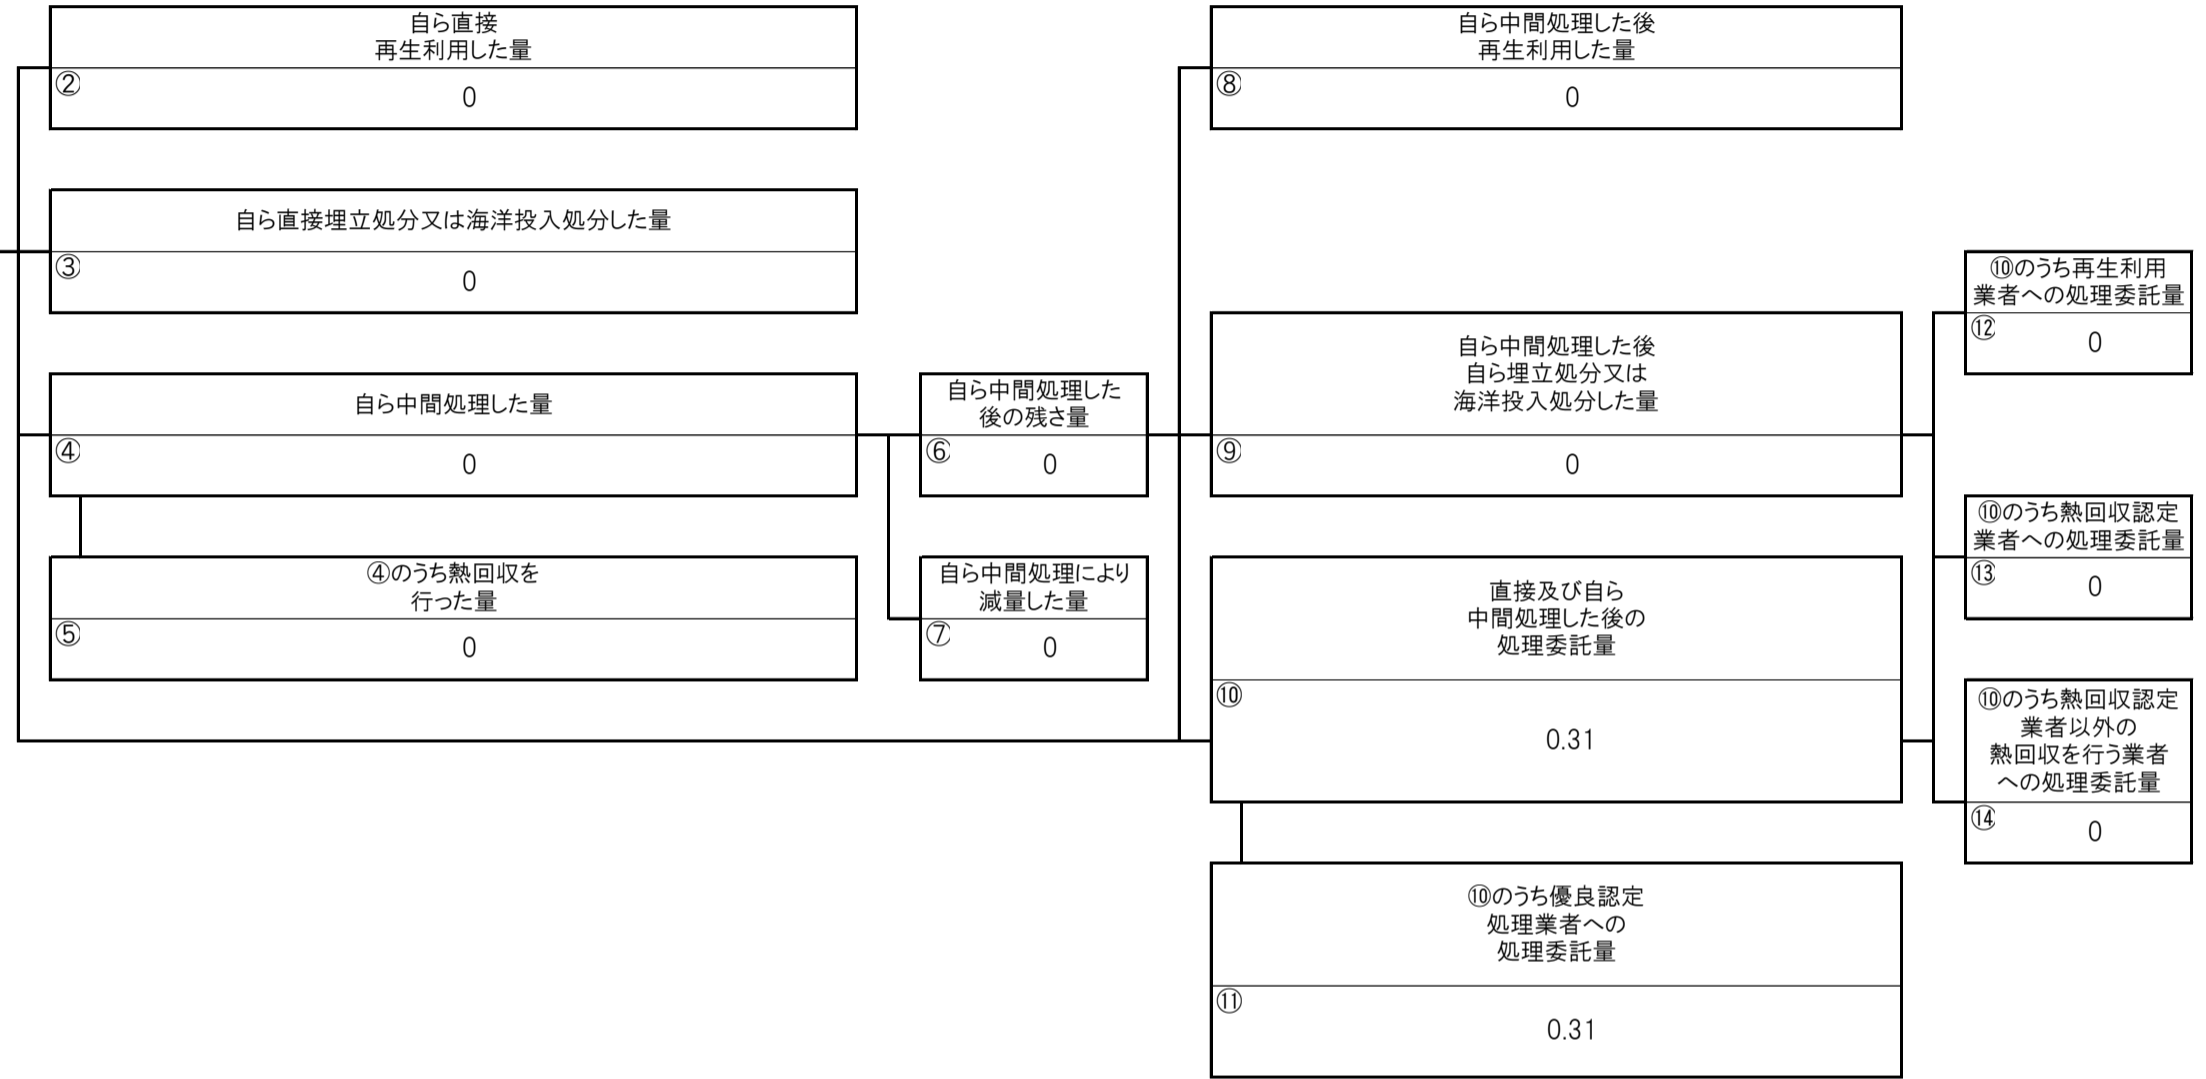 自ら直接
再生利用した量
②
0
自ら直接埋立処分又は海洋投入処分した量
③
0
自ら中間処理した量
④
0
④のうち熱回収を
行った量
⑤
0
自ら中間処理した
後の残さ量
⑥
0
自ら中間処理により
減量した量
⑦
0
自ら中間処理した後
再生利用した量
⑧
0
自ら中間処理した後
自ら埋立処分又は
海洋投入処分した量
⑨
0
直接及び自ら
中間処理した後の
処理委託量
⑩
0.31
⑩のうち優良認定
処理業者への
処理委託量
⑪
0.31
⑩のうち再生利用
業者への処理委託量
⑫
0
⑩のうち熱回収認定
業者への処理委託量
⑬
0
⑩のうち熱回収認定
業者以外の
熱回収を行う業者
への処理委託量
⑭
0